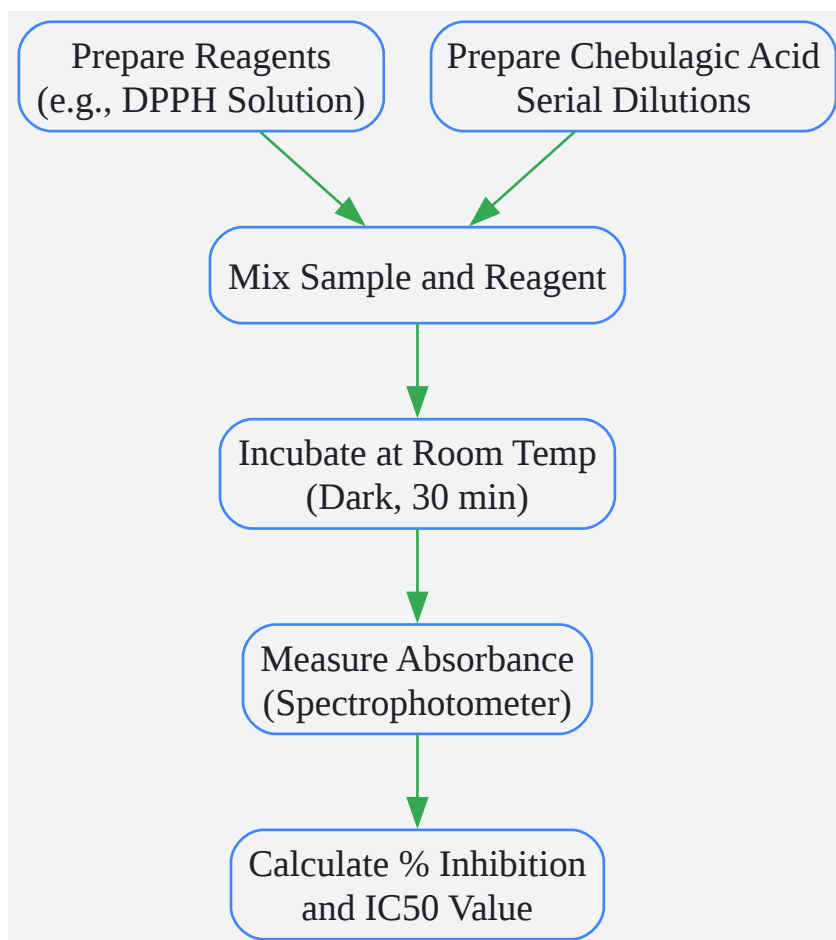 Prepare Reagents
(e.g., DPPH Solution)
Prepare Chebulagic Acid
Serial Dilutions
Mix Sample and Reagent
Incubate at Room Temp
(Dark, 30 min)
Measure Absorbance
(Spectrophotometer)
Calculate % Inhibition
and IC50 Value